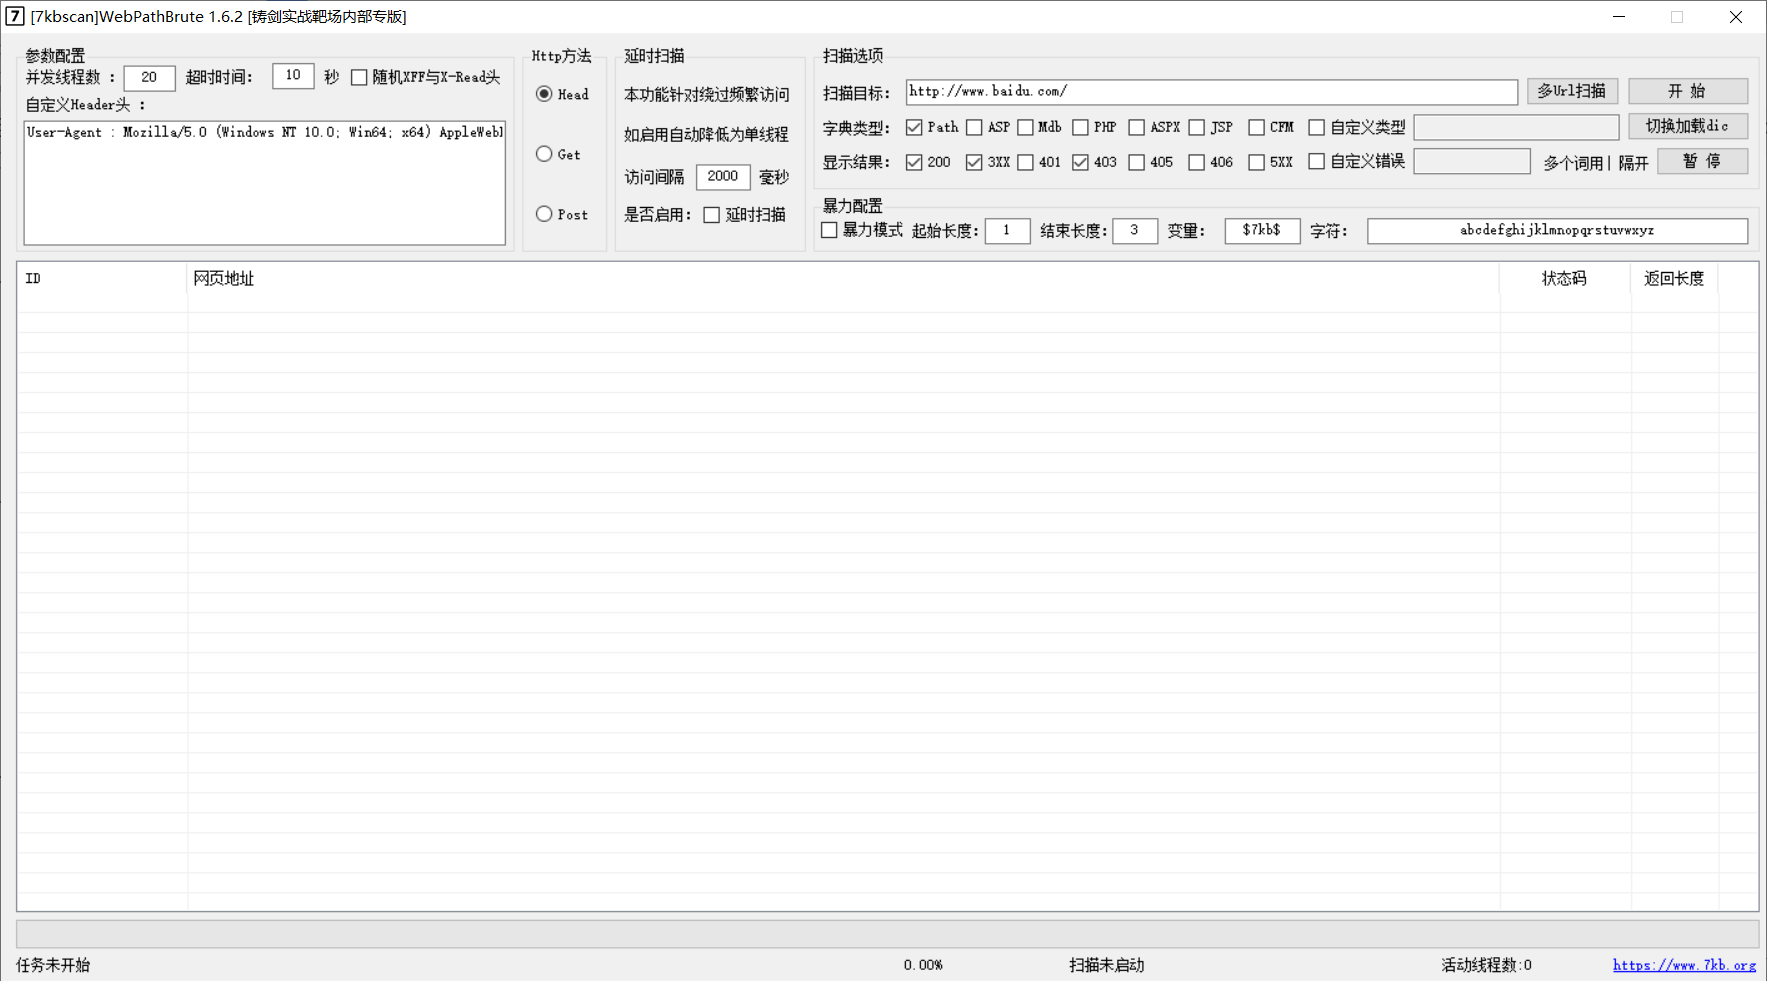 7 [7kbscan]WebPathBrute 1.6.2 [铸剑实战靶场内部专版]
参数配置
并发线程数 : 20 超时时间: 10 秒 随机XFF与X-Read头
自定义Header头 :
User-Agent : Mozilla/5.0 (Windows NT 10.0; Win64; x64) AppleWebl
Http方法
Head
Get
Post
延时扫描
本功能针对绕过频繁访问
如启用自动降低为单线程
访问间隔 2000 毫秒
是否启用: 延时扫描
扫描选项
扫描目标: http://www.baidu.com/ 多Url扫描 开 始
字典类型: Path ASP Mdb PHP ASPX JSP CFM 自定义类型 切换加载dic
显示结果: 200 3XX 401 403 405 406 5XX 自定义错误 多个词用| 隔开 暂 停
暴力配置
暴力模式 起始长度: 1 结束长度: 3 变量: $7kb$ 字符: abcdefghijklmnopqrstuvwxyz
ID 网页地址 状态码 返回长度
任务未开始 0.00% 扫描未启动 活动线程数:0 https://www.7kb.org